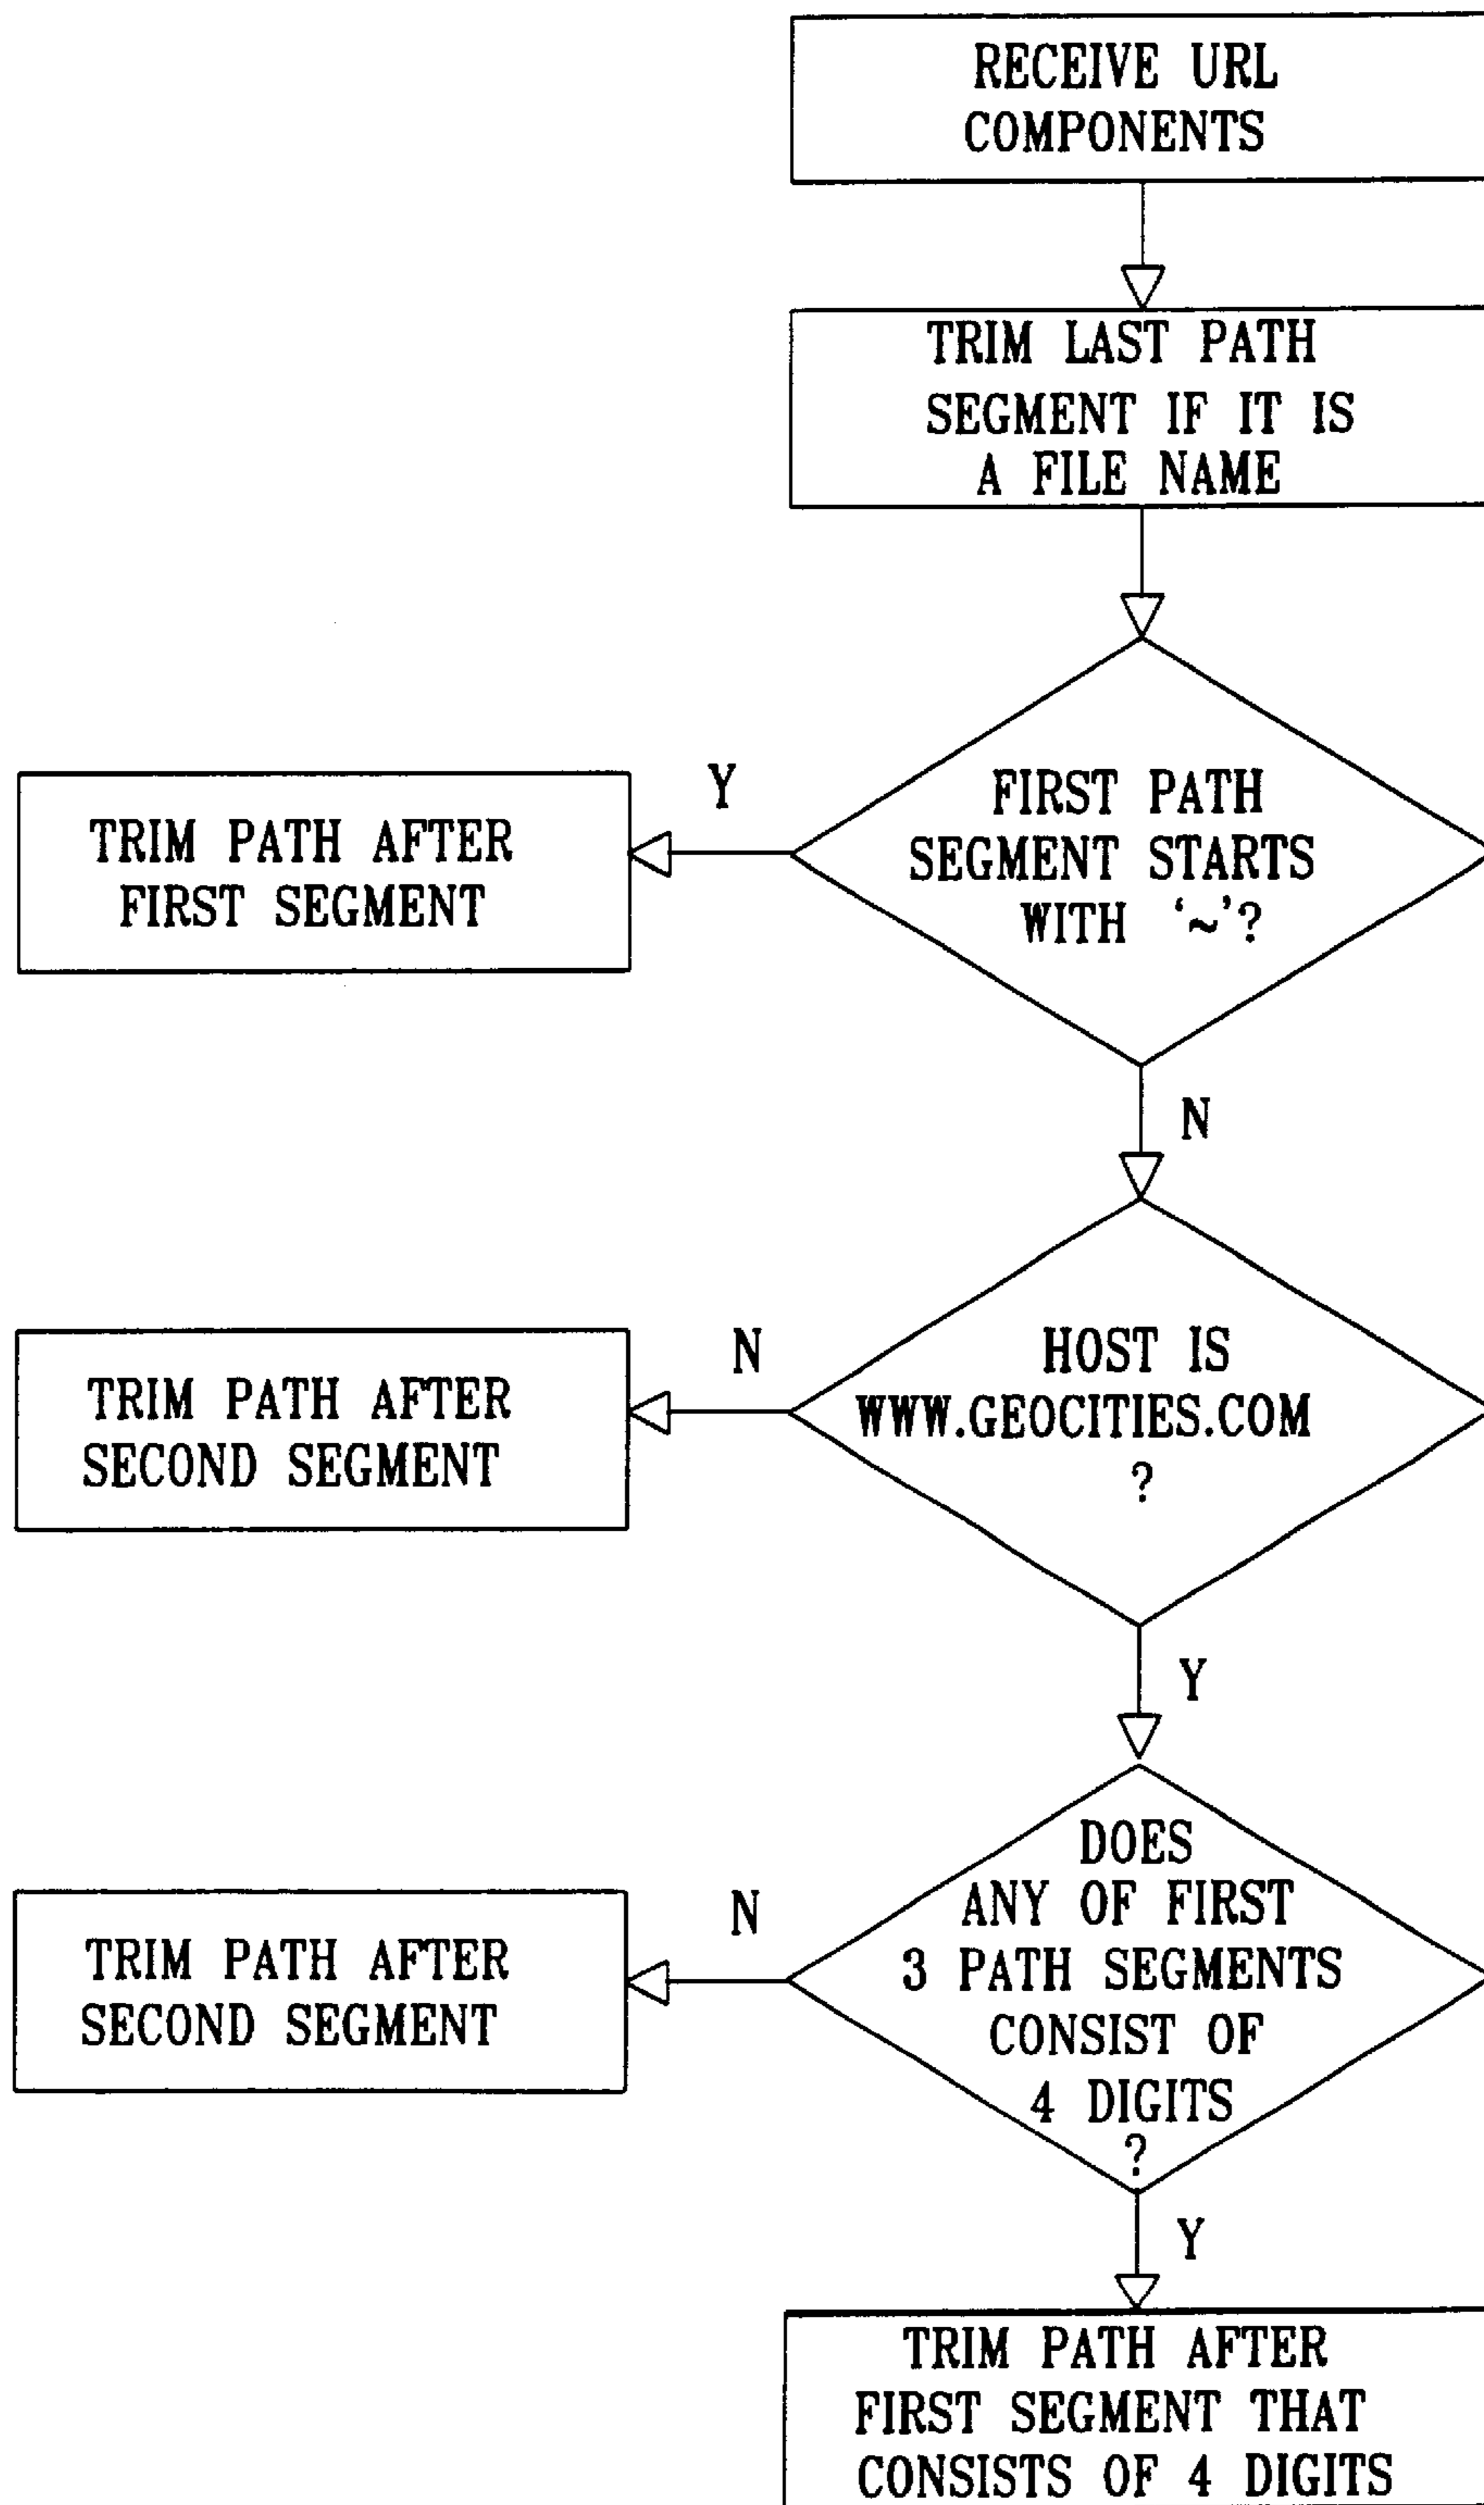 RECEIVE URL
COMPONENTS
TRIM LAST PATH
SEGMENT IF IT IS
A FILE NAME
FIRST PATH
SEGMENT STARTS
WITH ‘~’?
Y
TRIM PATH AFTER
FIRST SEGMENT
N
HOST IS
WWW.GEOCITIES.COM
?
N
TRIM PATH AFTER
SECOND SEGMENT
Y
DOES
ANY OF FIRST
3 PATH SEGMENTS
CONSIST OF
4 DIGITS
?
N
TRIM PATH AFTER
SECOND SEGMENT
Y
TRIM PATH AFTER
FIRST SEGMENT THAT
CONSISTS OF 4 DIGITS